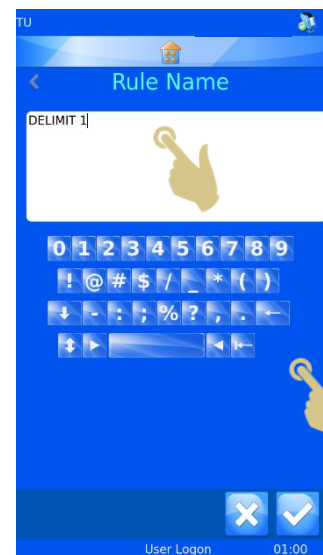 TU
Rule Name
DELIMIT 1
0 1 2 3 4 5 6 7 8 9
! @ # $ / _ * ( )
- : ; % ? , .
User Logon 01:00